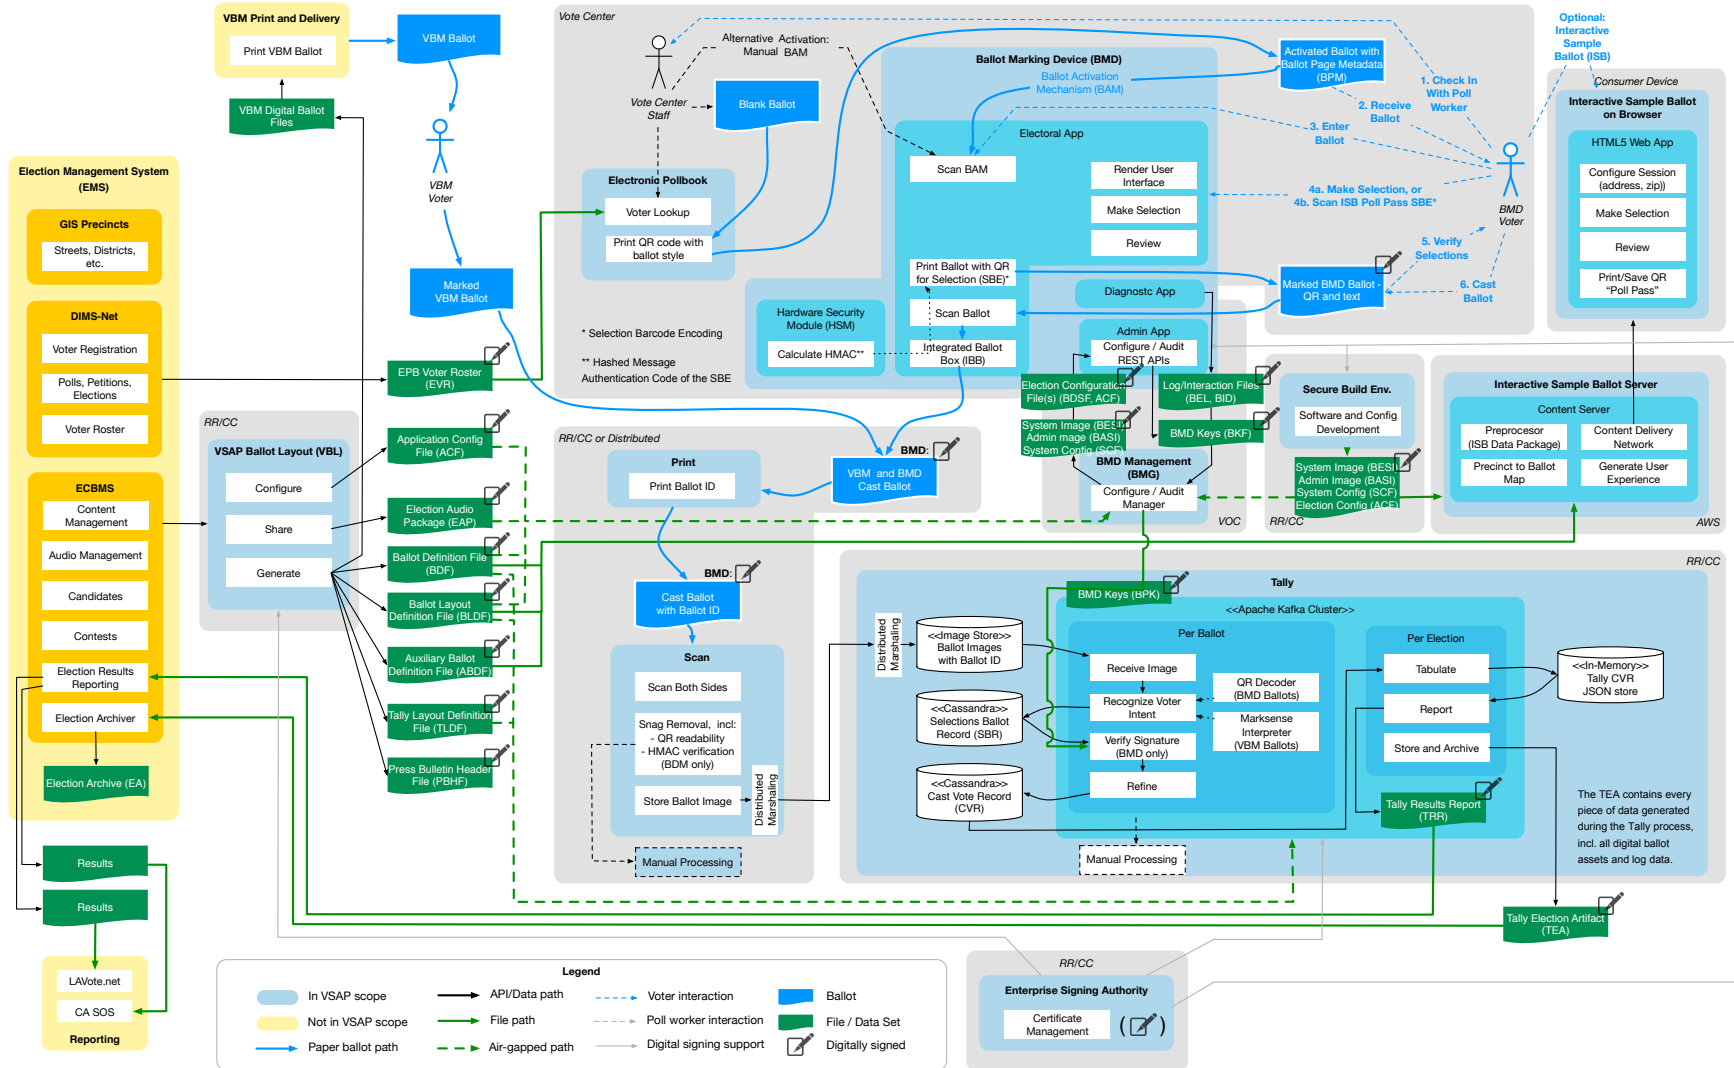 VBM Print and Delivery
Print VBM Ballot
VBM Digital Ballot
Files
VBM Ballot
VBM
Voter
Marked
VBM Ballot
Election Management System
(EMS)
GIS Precincts
Streets, Districts,
etc.
DIMS-Net
Voter Registration
Polls, Petitions,
Elections
Voter Roster
ECBMS
Content
Management
Audio Management
Candidates
Contests
Election Results
Reporting
Election Archiver
Election Archive (EA)
Results
Results
LAVote.net
CA SOS
Reporting
RR/CC
VSAP Ballot Layout (VBL)
Configure
Share
Generate
EPB Voter Roster
(EVR)
Application Config
File (ACF)
Election Audio
Package (EAP)
Ballot Definition File
(BDF)
Ballot Layout
Definition File (BLDF)
Auxiliary Ballot
Definition File (ABDF)
Tally Layout Definition
File (TLDF)
Press Bulletin Header
File (PBHF)
Vote Center
Vote Center
Staff
Alternative Activation:
Manual BAM
Blank Ballot
Electronic Pollbook
Voter Lookup
Print QR code with
ballot style
* Selection Barcode Encoding
** Hashed Message
Authentication Code of the SBE
Ballot Marking Device (BMD)
Ballot Activation
Mechanism (BAM)
Electoral App
Scan BAM
Render User
Interface
Make Selection
Review
Print Ballot with QR
for Selection (SBE)*
Scan Ballot
Integrated Ballot
Box (IBB)
Hardware Security
Module (HSM)
Calculate HMAC**
Diagnostc App
Admin App
Configure / Audit
REST APIs
Activated Ballot with
Ballot Page Metadata
(BPM)
1. Check In
With Poll
Worker
2. Receive
Ballot
3. Enter
Ballot
4a. Make Selection, or
4b. Scan ISB Poll Pass SBE*
5. Verify
Selections
6. Cast
Ballot
BMD
Voter
Marked BMD Ballot -
QR and text
Optional:
Interactive
Sample
Ballot (ISB)
Consumer Device
Interactive Sample Ballot
on Browser
HTML5 Web App
Configure Session
(address, zip))
Make Selection
Review
Print/Save QR
“Poll Pass”
Election Configuration
File(s) (BDSF, ACF)
System Image (BESI)
Admin mage (BASI)
System Config (SCF)
Log/Interaction Files
(BEL, BID)
BMD Keys (BKF)
BMD Management
(BMG)
Configure / Audit
Manager
VOC
RR/CC
Secure Build Env.
Software and Config
Development
System Image (BESI)
Admin Image (BASI)
System Config (SCF)
Election Config (ACF)
RR/CC
Interactive Sample Ballot Server
Content Server
Preprocesor
(ISB Data Package)
Content Delivery
Network
Precinct to Ballot
Map
Generate User
Experience
AWS
RR/CC or Distributed
Print
Print Ballot ID
BMD:
VBM and BMD
Cast Ballot
BMD:
Cast Ballot
with Ballot ID
Scan
Scan Both Sides
Snag Removal, incl:
- QR readability
- HMAC verification
(BDM only)
Store Ballot Image
Distributed
Marshaling
Manual Processing
RR/CC
Tally
Distributed
Marshaling
<<Image Store>>
Ballot Images
with Ballot ID
<<Cassandra>>
Selections Ballot
Record (SBR)
<<Cassandra>>
Cast Vote Record
(CVR)
BMD Keys (BPK)
<<Apache Kafka Cluster>>
Per Ballot
Receive Image
Recognize Voter
Intent
Verify Signature
(BMD only)
Refine
QR Decoder
(BMD Ballots)
Marksense
Interpreter
(VBM Ballots)
Manual Processing
Per Election
Tabulate
Report
Store and Archive
<<In-Memory>>
Tally CVR
JSON store
Tally Results Report
(TRR)
The TEA contains every
piece of data generated
during the Tally process,
incl. all digital ballot
assets and log data.
Tally Election Artifact
(TEA)
RR/CC
Enterprise Signing Authority
Certificate
Management
( )
Legend
In VSAP scope
Not in VSAP scope
Paper ballot path
API/Data path
File path
Air-gapped path
Voter interaction
Poll worker interaction
Digital signing support
Ballot
File / Data Set
Digitally signed